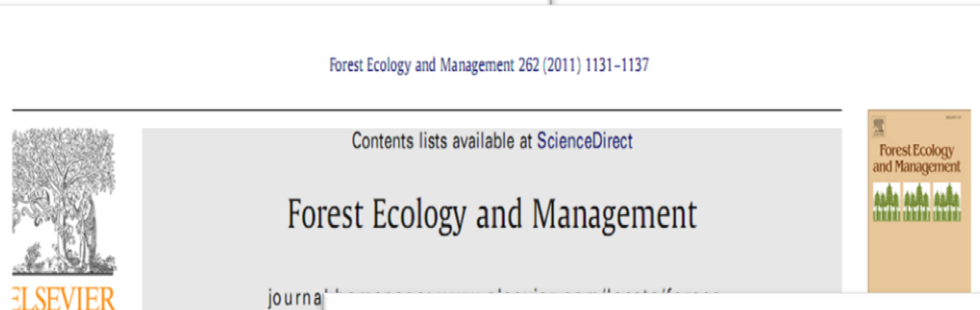 Forest Ecology and Management 262 (2011) 1131–1137
Contents lists available at ScienceDirect
Forest Ecology and Management
Forest Ecology
and Management
ELSEVIER
journa